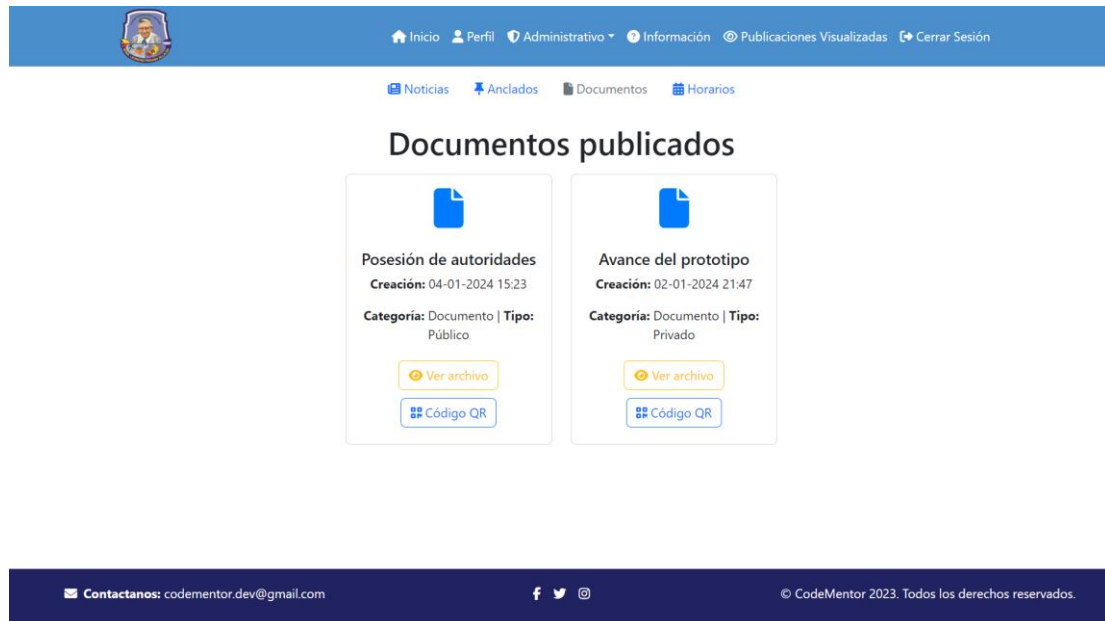 Inicio Perfil Administrativo Información Publicaciones Visualizadas Cerrar Sesión
Noticias Anclados Documentos Horarios
Documentos publicados
Posesión de autoridades
Creación: 04-01-2024 15:23
Categoría: Documento | Tipo:
Público
Ver archivo
Código QR
Avance del prototipo
Creación: 02-01-2024 21:47
Categoría: Documento | Tipo:
Privado
Ver archivo
Código QR
Contactanos: codementor.dev@gmail.com
© CodeMentor 2023. Todos los derechos reservados.